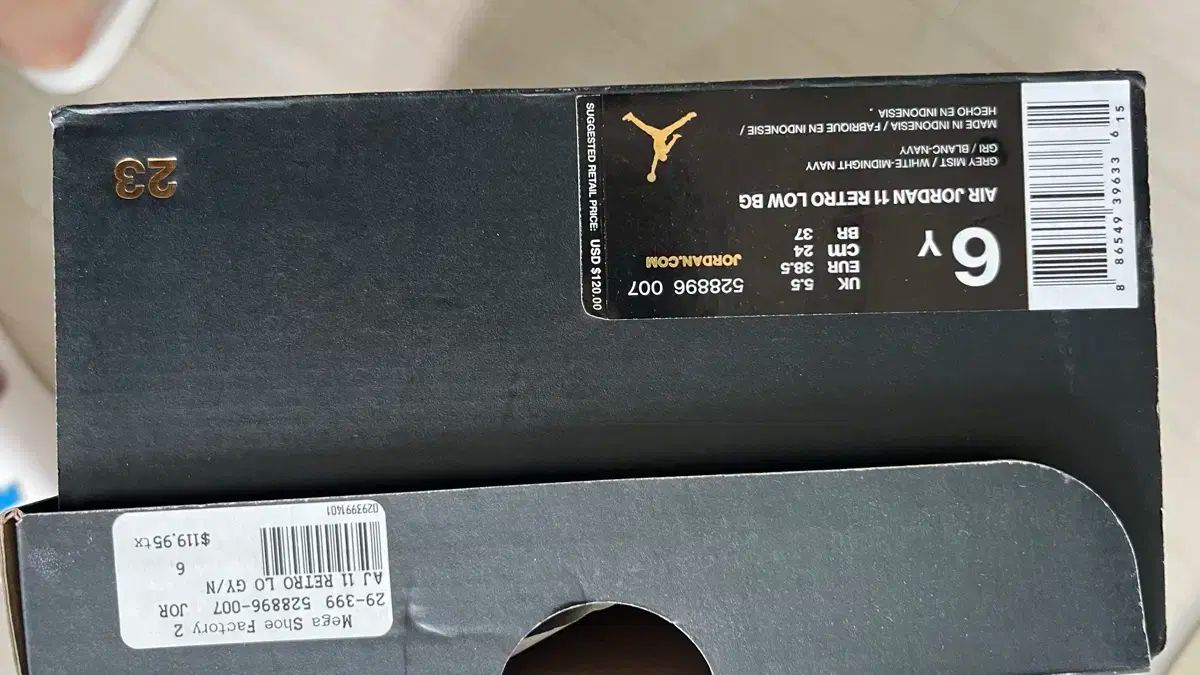 23
SUGGESTED RETAIL PRICE: USD $120.00
6Y
UK 5.5
EUR 38.5
cm 24
BR 37
528896 007
JORDAN.COM
AIR JORDAN 11 RETRO LOW BG
GREY MIST / WHITE-MIDNIGHT NAVY
GRI / BLANC-NAVY
MADE IN INDONESIA / FABRIQUE EN INDONESIE /
HECHO EN INDONESIA .
8 86549 39633 6 15
Mega Shoe Factory 2
29-399 528896-007 JOR
AJ 11 RETRO LO GY/N
6
$119.95tx
0293991401